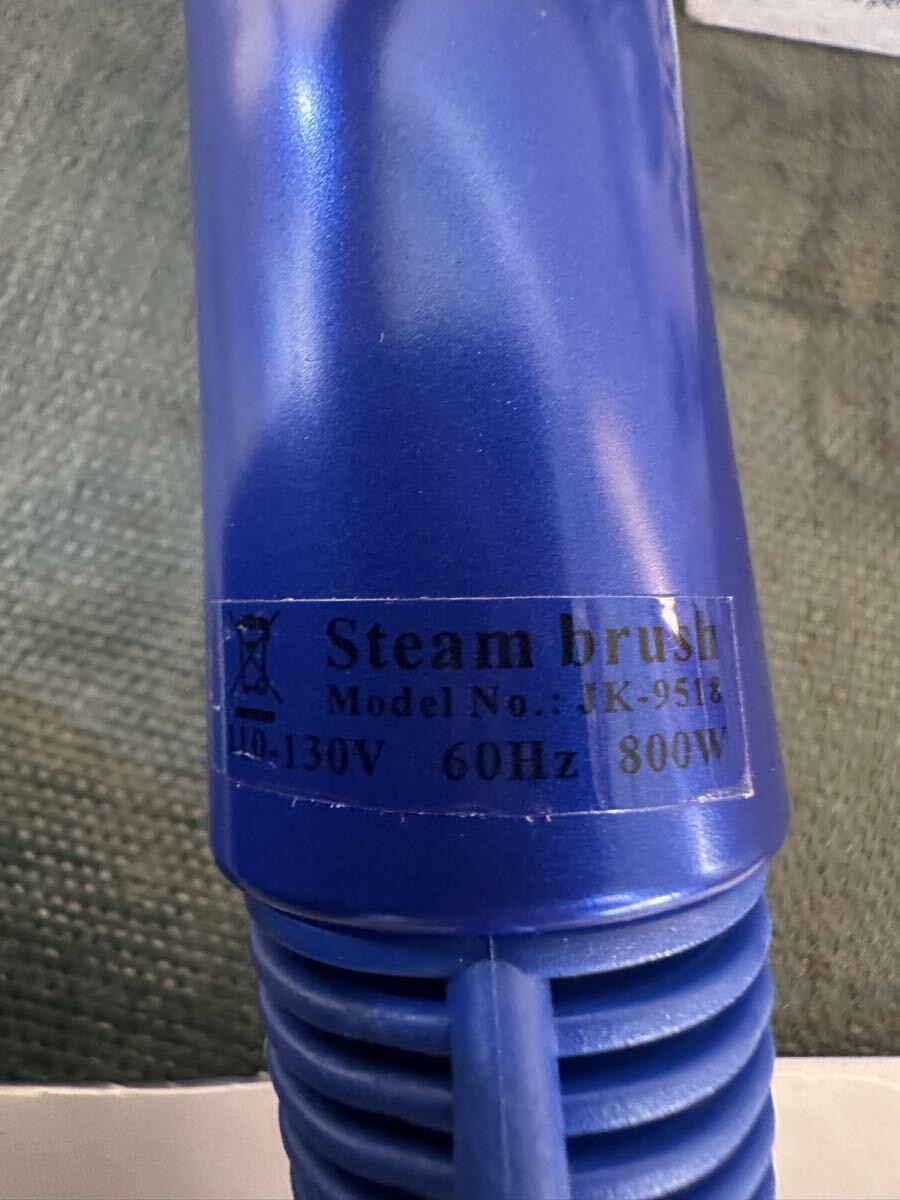 Steam brush
Model No.: JK-9518
110-130V 60Hz 800W